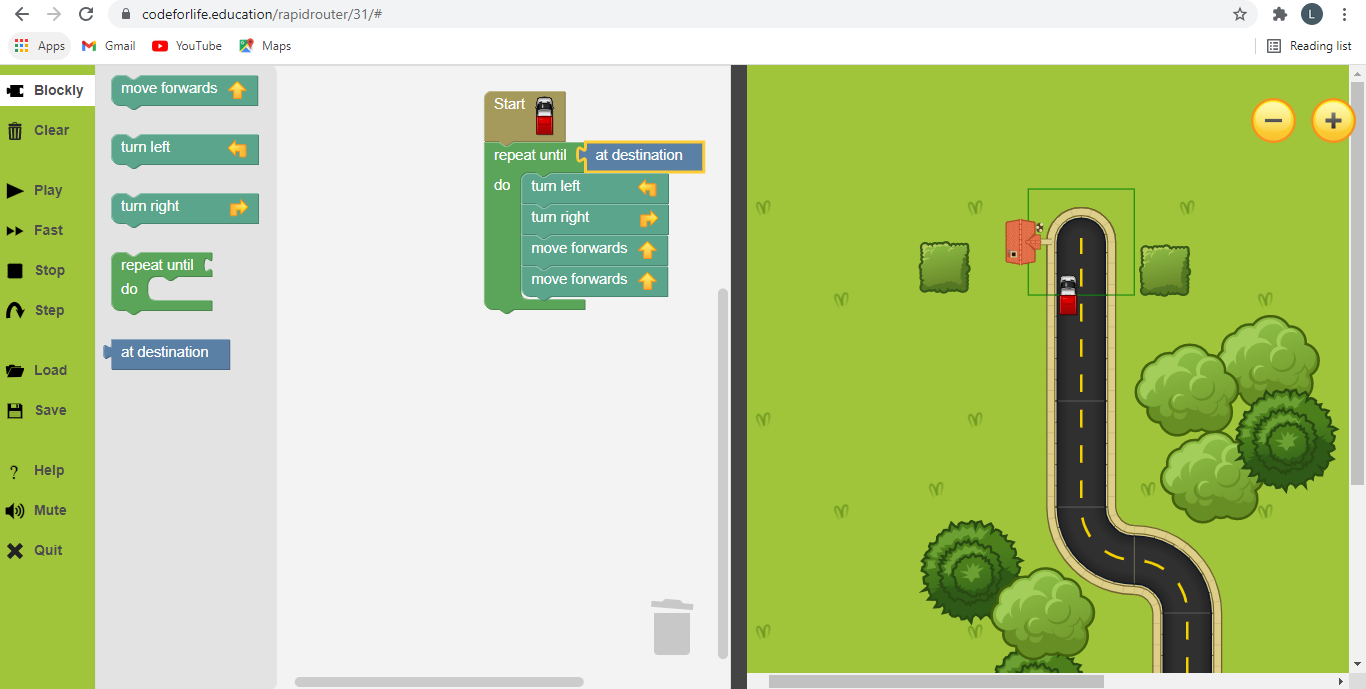 codeforlife.education/rapidrouter/31/#
L
Apps Gmail YouTube Maps Reading list
Blockly
Clear
Play
Fast
Stop
Step
Load
Save
? Help
Mute
Quit
move forwards
turn left
turn right
repeat until
do
at destination
Start
repeat until at destination
do turn left
turn right
move forwards
move forwards